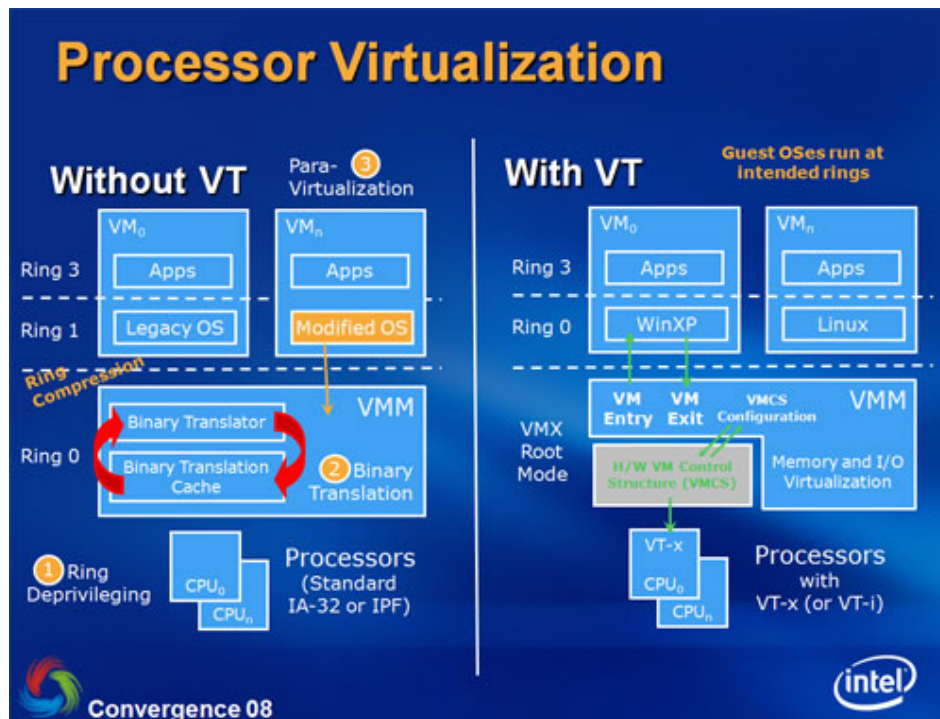 Processor Virtualization
Without VT
Para- 3
Virtualization
VM0
Apps
Legacy OS
VMn
Apps
Modified OS
Ring 3
Ring 1
Ring Compression
Ring 0
VMM
Binary Translator
Binary Translation
Cache
2 Binary
Translation
1 Ring
Deprivileging
CPU0
CPUn
Processors
(Standard
IA-32 or IPF)
With VT
Guest OSes run at
intended rings
VM0
Apps
WinXP
VMn
Apps
Linux
Ring 3
Ring 0
VMX
Root
Mode
VM
Entry
VM
Exit
VMCS
Configuration
VMM
H/W VM Control
Structure (VMCS)
Memory and I/O
Virtualization
VT-x
CPU0
CPUn
Processors
with
VT-x (or VT-i)
Convergence 08
intel